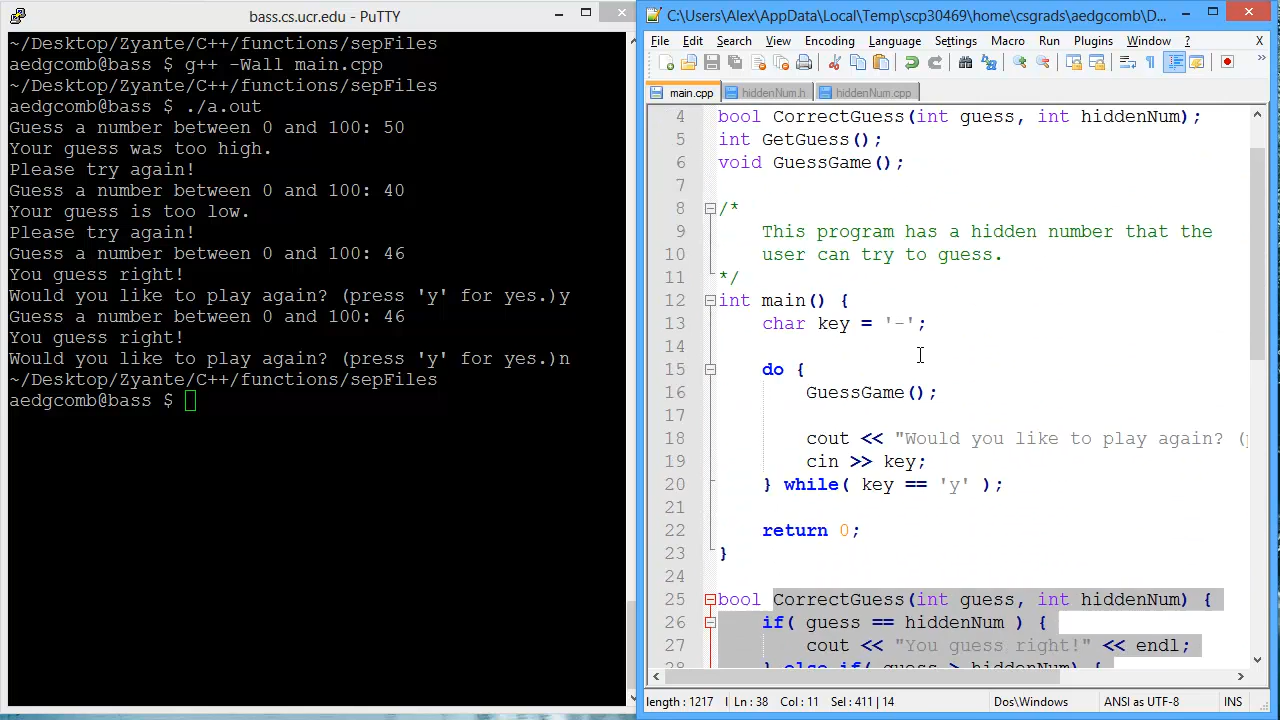 bass.cs.ucr.edu - PuTTY
~/Desktop/Zyante/C++/functions/sepFiles
aedgcomb@bass $ g++ -Wall main.cpp
~/Desktop/Zyante/C++/functions/sepFiles
aedgcomb@bass $ ./a.out
Guess a number between 0 and 100: 50
Your guess was too high.
Please try again!
Guess a number between 0 and 100: 40
Your guess is too low.
Please try again!
Guess a number between 0 and 100: 46
You guess right!
Would you like to play again? (press 'y' for yes.)y
Guess a number between 0 and 100: 46
You guess right!
Would you like to play again? (press 'y' for yes.)n
~/Desktop/Zyante/C++/functions/sepFiles
aedgcomb@bass $
C:\Users\Alex\AppData\Local\Temp\scp30469\home\csgrads\aedgcomb\D...
File Edit Search View Encoding Language Settings Macro Run Plugins Window ? X
main.cpp hiddenNum.h hiddenNum.cpp
4 bool CorrectGuess(int guess, int hiddenNum);
5 int GetGuess();
6 void GuessGame();
7
8 /*
9 This program has a hidden number that the
10 user can try to guess.
11 */
12 int main() {
13 char key = '-';
14
15 do {
16 GuessGame();
17
18 cout << "Would you like to play again? (
19 cin >> key;
20 } while( key == 'y' );
21
22 return 0;
23 }
24
25 bool CorrectGuess(int guess, int hiddenNum) {
26 if( guess == hiddenNum ) {
27 cout << "You guess right!" << endl;
28 } else if( guess > hiddenNum) {
length : 1217 l Ln : 38 Col : 11 Sel : 411 | 14 Dos\Windows ANSI as UTF-8 INS